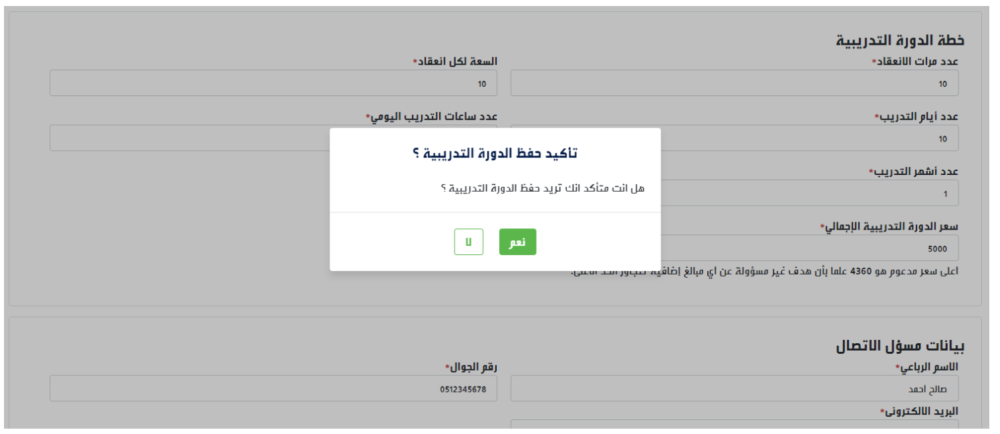 خطة الدورة التدريبية
عدد مرات الانعقاد*
السعة لكل انعقاد*
10
10
عدد أيام التدريب*
عدد ساعات التدريب اليومي*
10
تأكيد حفظ الدورة التدريبية ؟
هل انت متأكد انك تريد حفظ الدورة التدريبية ؟
نعم
لا
عدد أشهر التدريب*
1
سعر الدورة التدريبية الإجمالي*
5000
أعلى سعر مدعوم هو 4360 علما بأن هدف غير مسؤولة عن أي مبالغ إضافية تتجاوز الحد الأعلى.
بيانات مسؤل الاتصال
الاسم الرباعي*
رقم الجوال*
صالح احمد
0512345678
البريد الالكتروني*